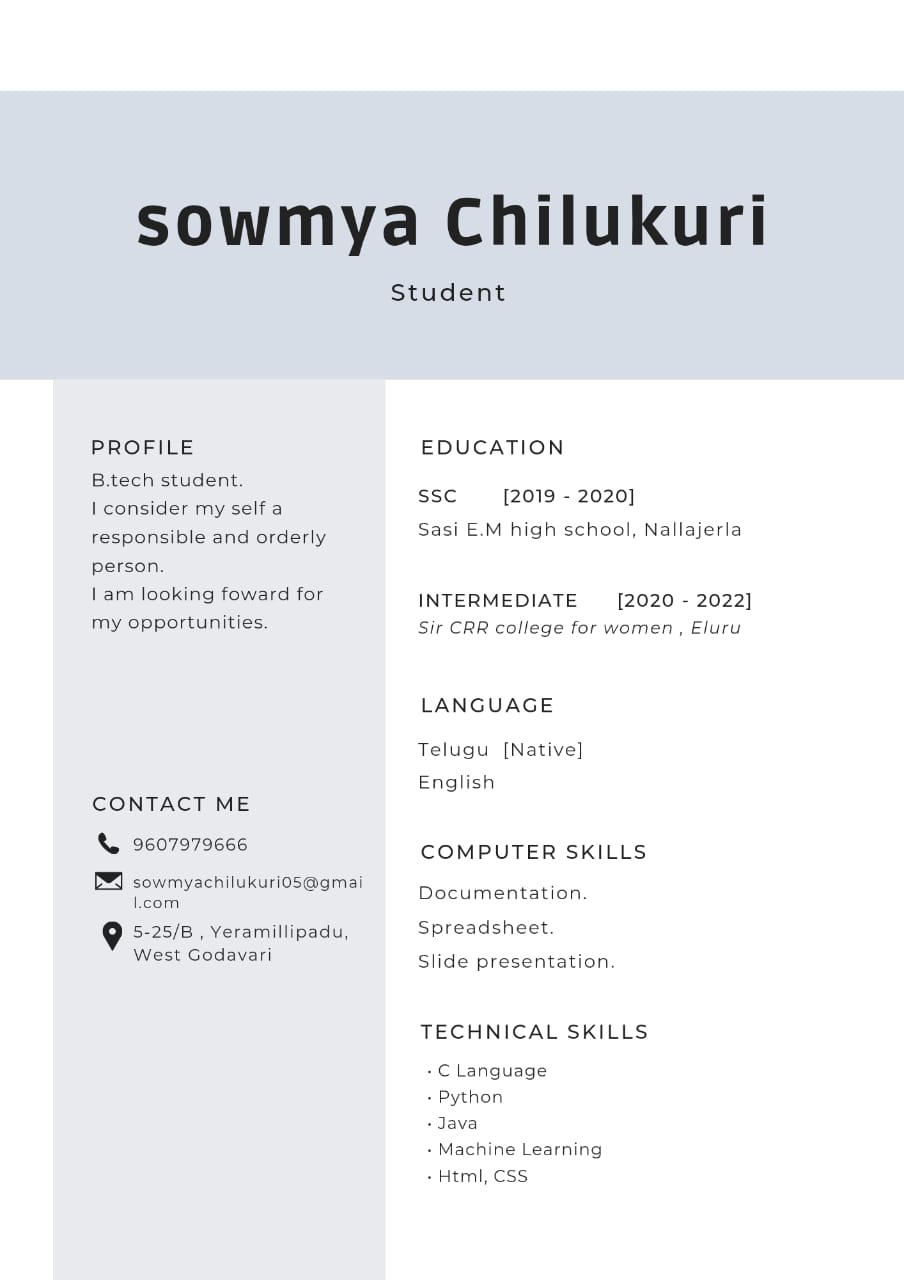 sowmya Chilukuri
Student
PROFILE
B.tech student.
I consider my self a
responsible and orderly
person.
I am looking foward for
my opportunities.
CONTACT ME
9607979666
sowmyachilukuri05@gmai
l.com
5-25/B , Yeramillipadu,
West Godavari
EDUCATION
SSC [2019 - 2020]
Sasi E.M high school, Nallajerla
INTERMEDIATE [2020 - 2022]
Sir CRR college for women , Eluru
LANGUAGE
Telugu [Native]
English
COMPUTER SKILLS
Documentation.
Spreadsheet.
Slide presentation.
TECHNICAL SKILLS
• C Language
• Python
• Java
• Machine Learning
• Html, CSS